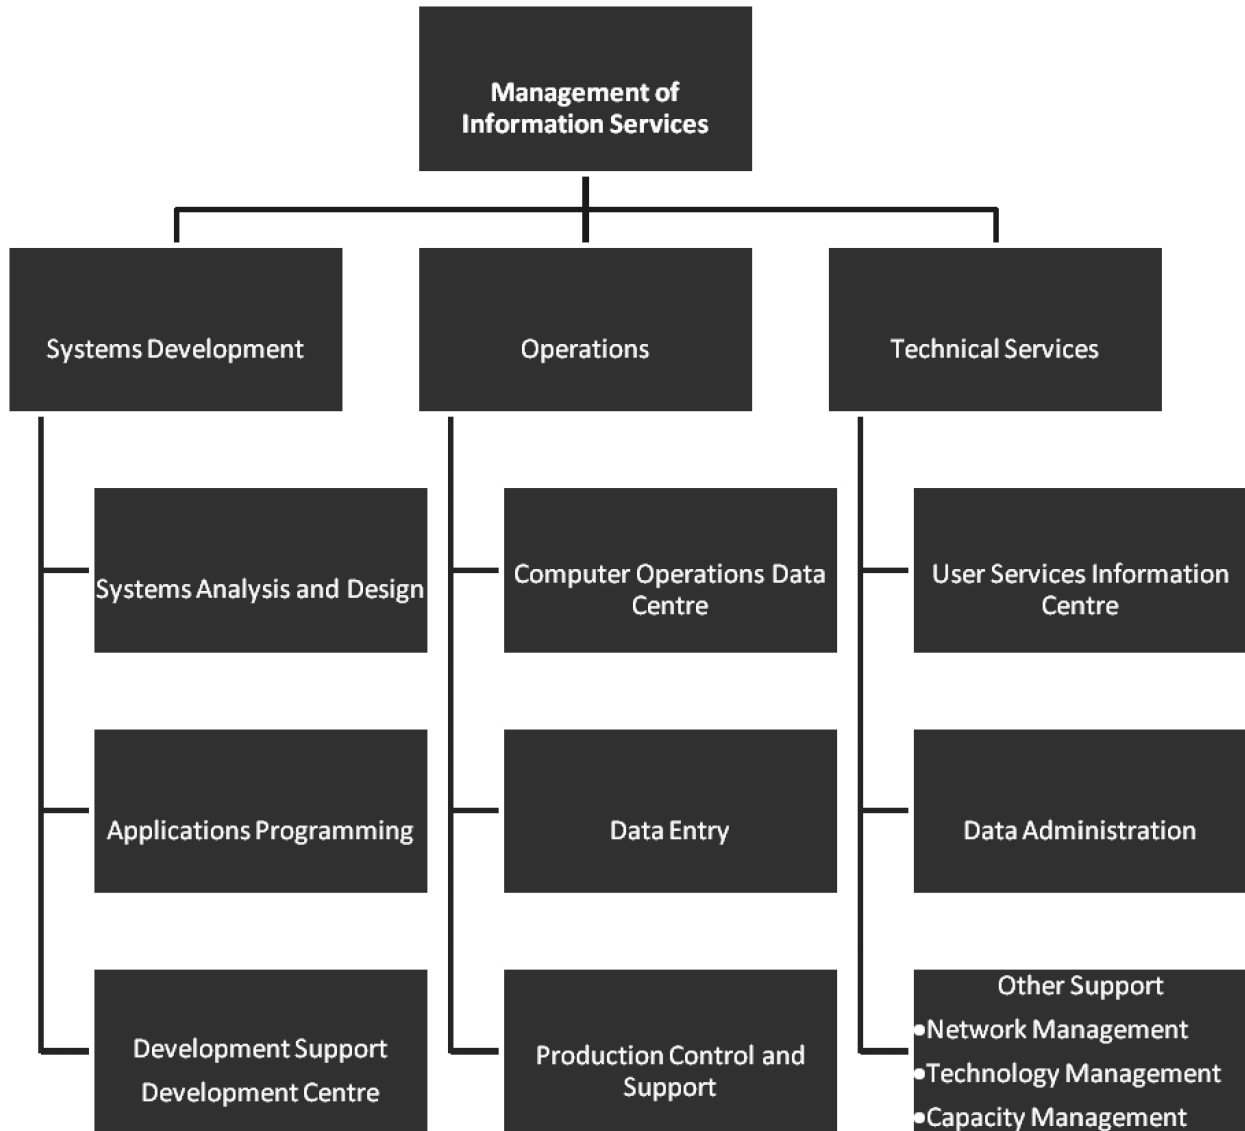 Management of
Information Services
Systems Development
Operations
Technical Services
Systems Analysis and Design
Computer Operations Data
Centre
User Services Information
Centre
Applications Programming
Data Entry
Data Administration
Development Support
Development Centre
Production Control and
Support
Other Support
•Network Management
•Technology Management
•Capacity Management